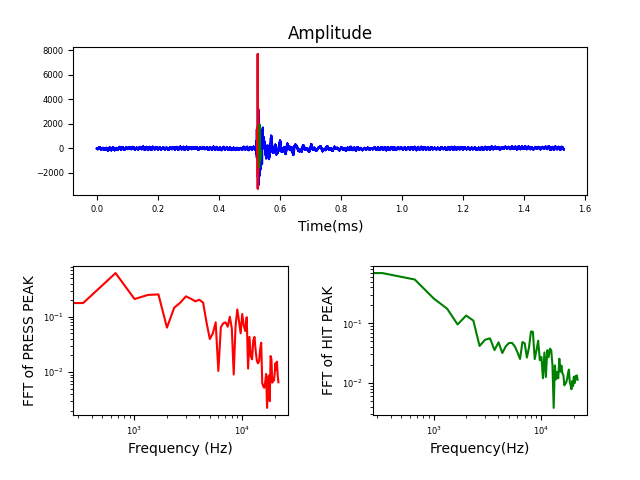 Amplitude
8000
6000
4000
2000
0
−2000
0.0 0.2 0.4 0.6 0.8 1.0 1.2 1.4 1.6
Time(ms)
FFT of PRESS PEAK
10⁻¹
10⁻²
10³ 10⁴
Frequency (Hz)
FFT of HIT PEAK
10⁻¹
10⁻²
10³ 10⁴
Frequency(Hz)